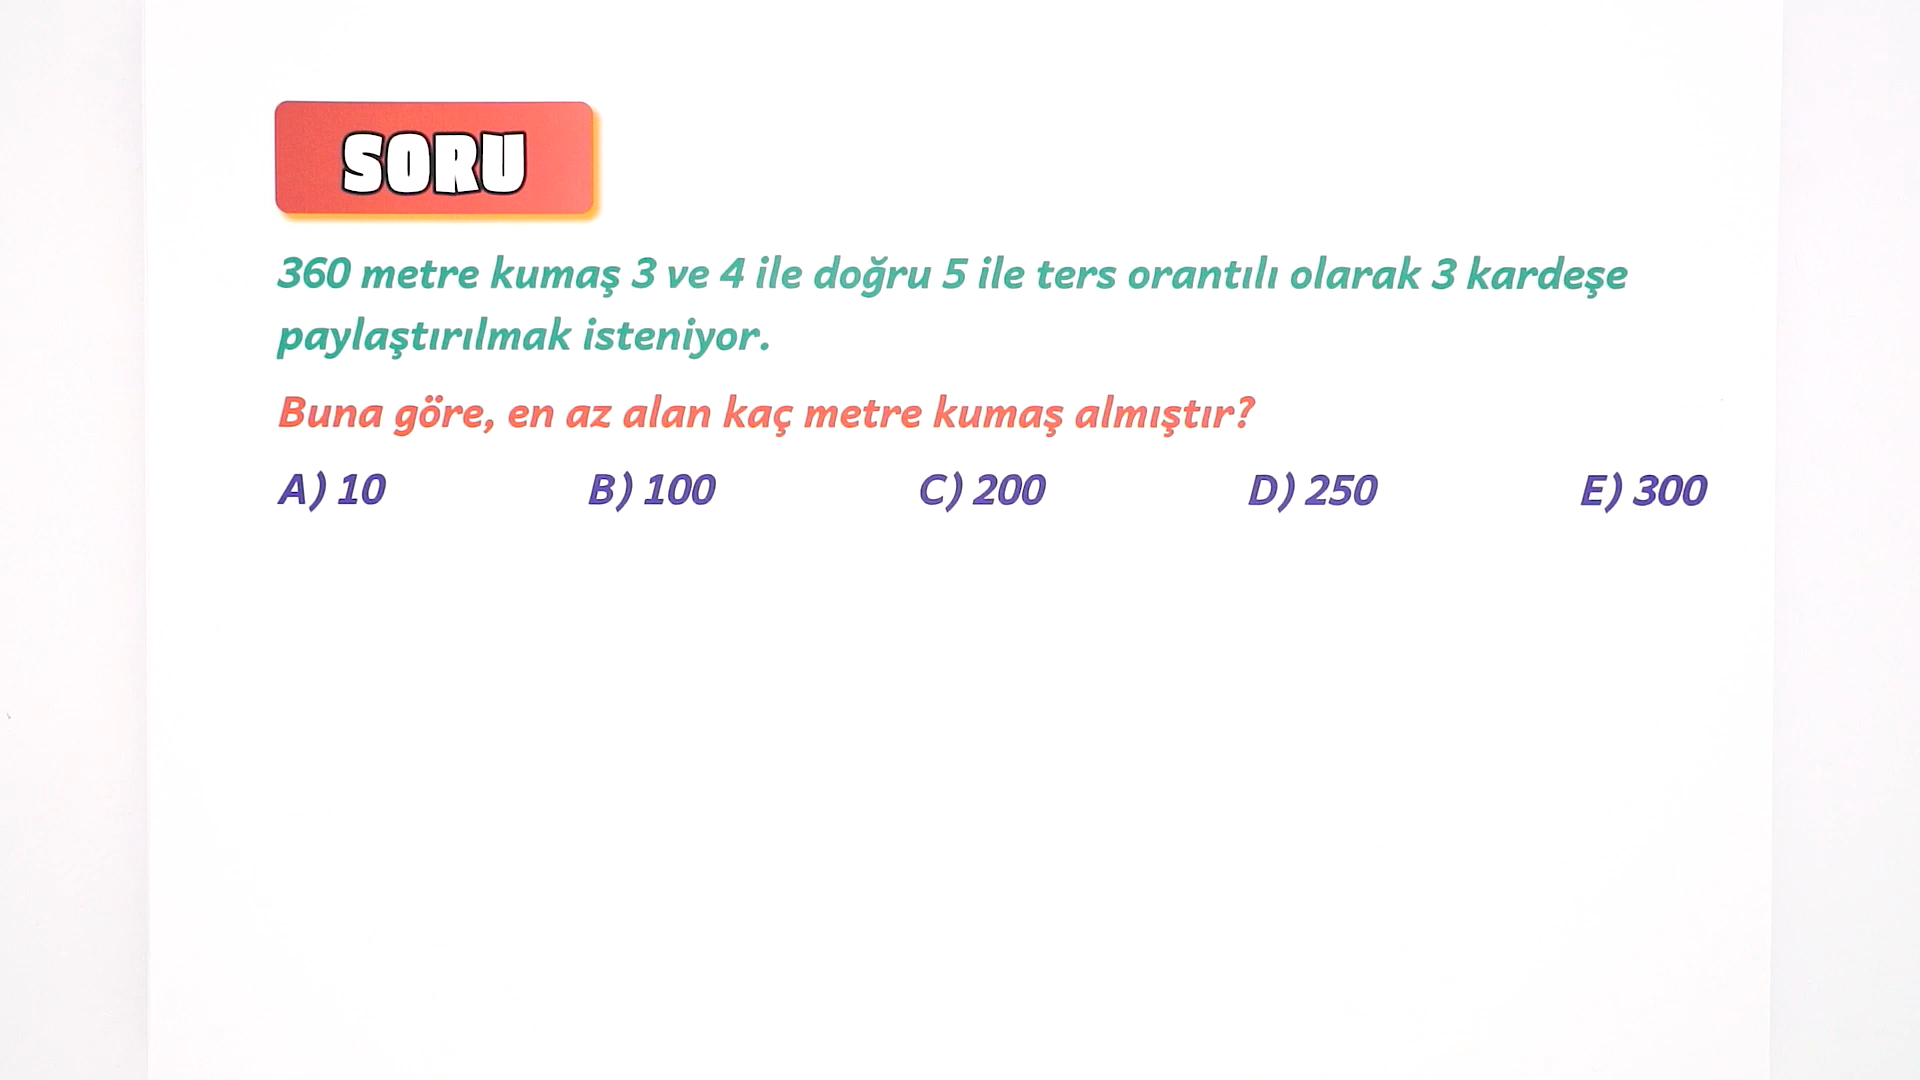 SORU
360 metre kumaş 3 ve 4 ile doğru 5 ile ters orantılı olarak 3 kardeşe
paylaştırılmak isteniyor.
Buna göre, en az alan kaç metre kumaş almıştır?
A) 10 B) 100 C) 200 D) 250 E) 300